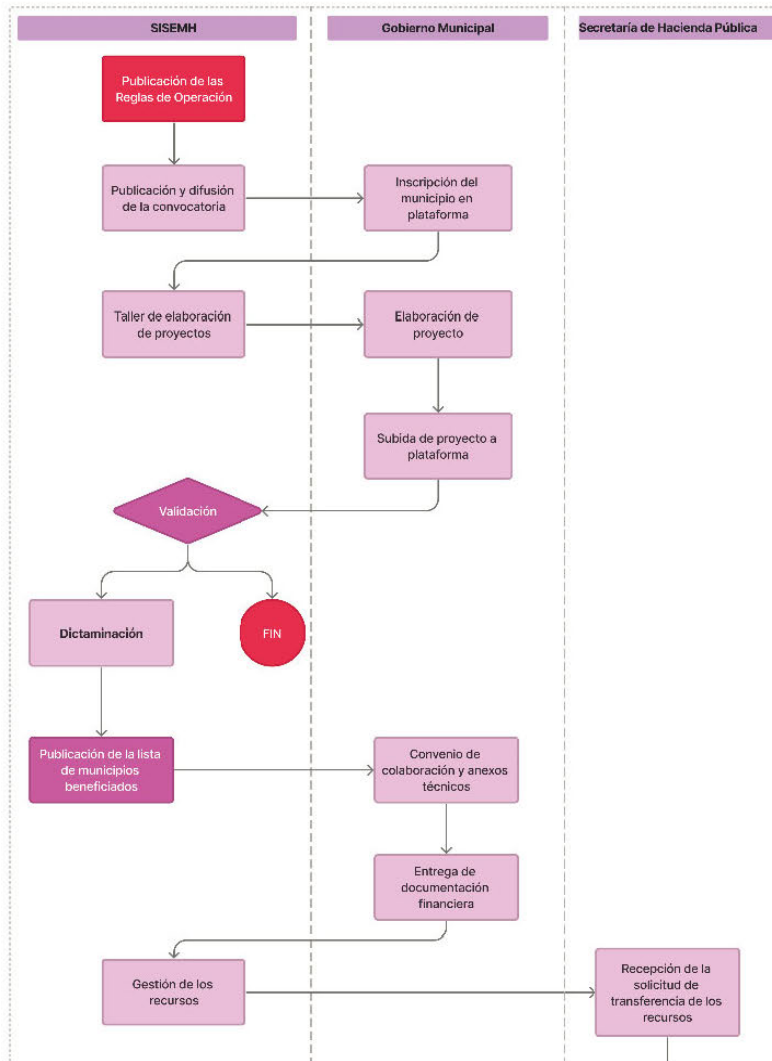 SISEMH
Gobierno Municipal
Secretaría de Hacienda Pública
Publicación de las
Reglas de Operación
Publicación y difusión
de la convocatoria
Inscripción del
municipio en
plataforma
Taller de elaboración
de proyectos
Elaboración de
proyecto
Subida de proyecto a
plataforma
Validación
Dictaminación
FIN
Publicación de la lista
de municipios
beneficiados
Convenio de
colaboración y anexos
técnicos
Entrega de
documentación
financiera
Gestión de los
recursos
Recepción de la
solicitud de
transferencia de los
recursos